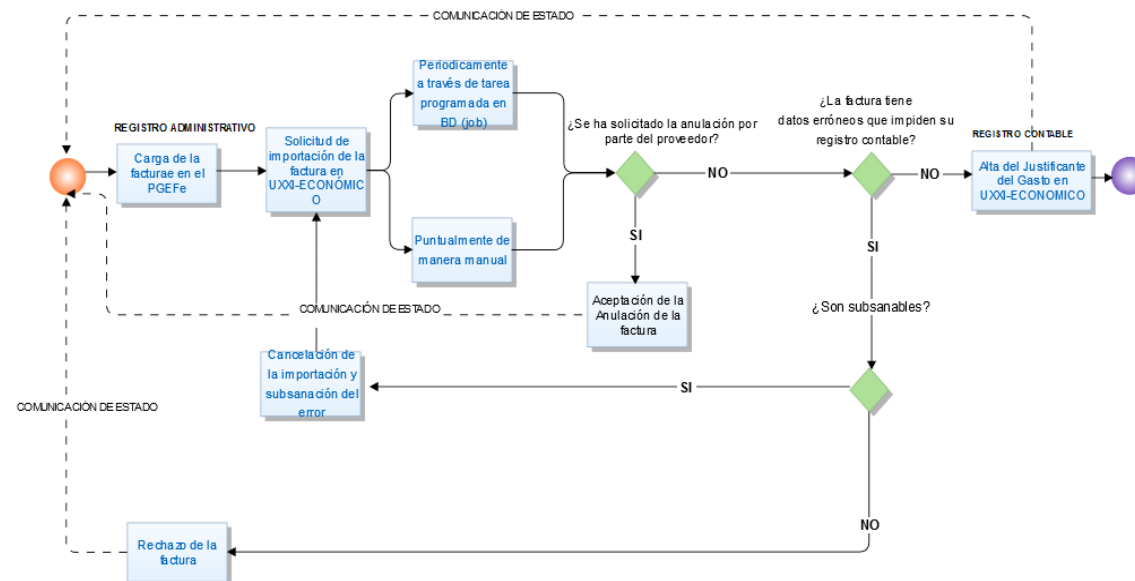 COMUNICACIÓN DE ESTADO
Periodicamente
a través de tarea
programada en
BD (job)
¿La factura tiene
datos erróneos que impiden su
registro contable?
¿Se ha solicitado la anulación por
parte del proveedor?
REGISTRO ADMINISTRATIVO
REGISTRO CONTABLE
Carga de la
facturae en el
PGEFe
Solicitud de
importación de la
factura en
UXXI-ECONÓMIC
O
NO
NO
Alta del Justificante
del Gasto en
UXXI-ECONOMICO
Puntualmente de
manera manual
SI
SI
COMUNICACIÓN DE ESTADO
Aceptación de la
Anulación de la
factura
¿Son subsanables?
Cancelación de
la importación y
subsanación del
error
SI
COMUNICACIÓN DE ESTADO
NO
Rechazo de la
factura